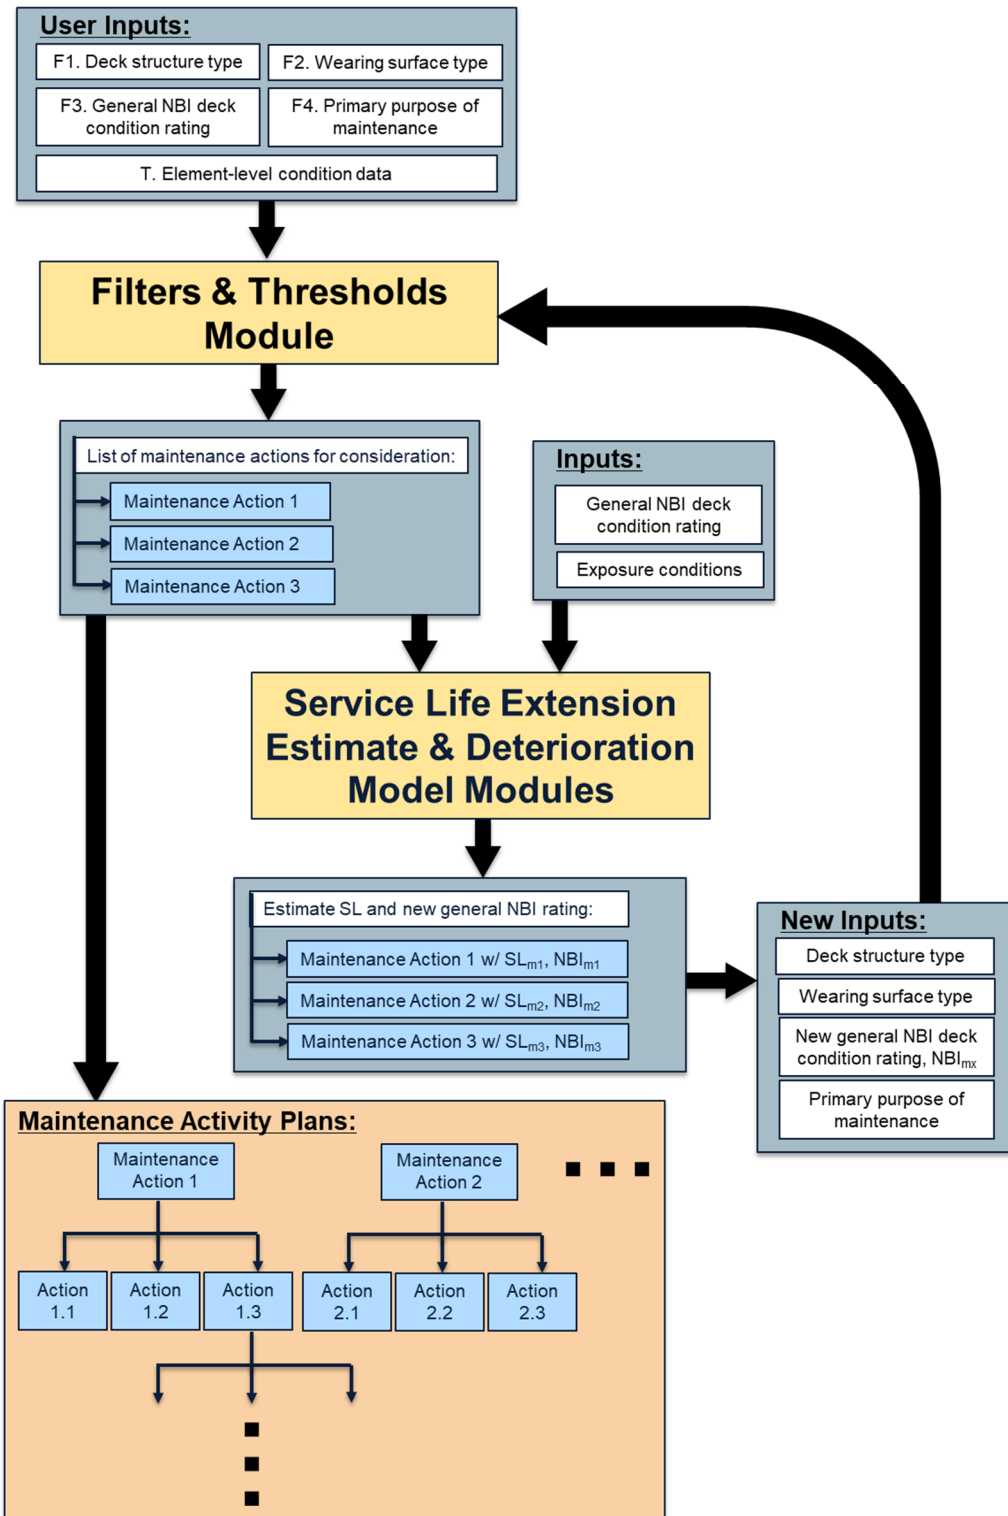 User Inputs:
F1. Deck structure type
F2. Wearing surface type
F3. General NBI deck
condition rating
F4. Primary purpose of
maintenance
T. Element-level condition data
Filters & Thresholds
Module
List of maintenance actions for consideration:
Maintenance Action 1
Maintenance Action 2
Maintenance Action 3
Inputs:
General NBI deck
condition rating
Exposure conditions
Service Life Extension
Estimate & Deterioration
Model Modules
Estimate SL and new general NBI rating:
Maintenance Action 1 w/ SLm1, NBIm1
Maintenance Action 2 w/ SLm2, NBIm2
Maintenance Action 3 w/ SLm3, NBIm3
New Inputs:
Deck structure type
Wearing surface type
New general NBI deck
condition rating, NBImx
Primary purpose of
maintenance
Maintenance Activity Plans:
Maintenance
Action 1
Maintenance
Action 2
Action
1.1
Action
1.2
Action
1.3
Action
2.1
Action
2.2
Action
2.3